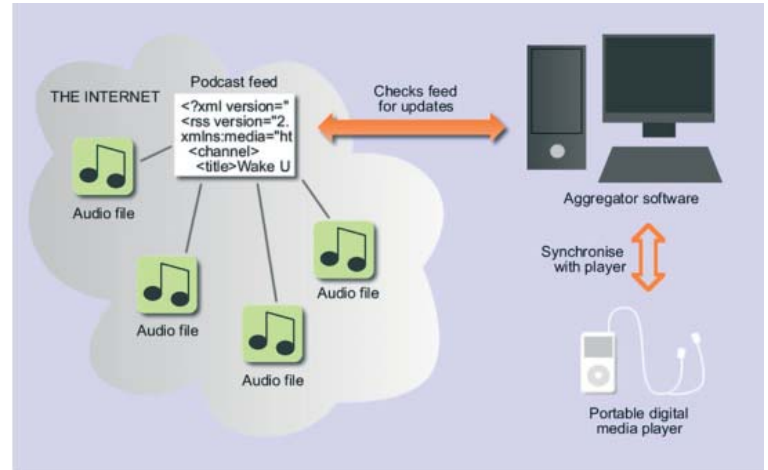 THE INTERNET
Podcast feed
<?xml version="
<rss version="2.
xmlns:media="ht
<channel>
<title>Wake U
Audio file
Audio file
Audio file
Audio file
Checks feed
for updates
Aggregator software
Synchronise
with player
Portable digital
media player